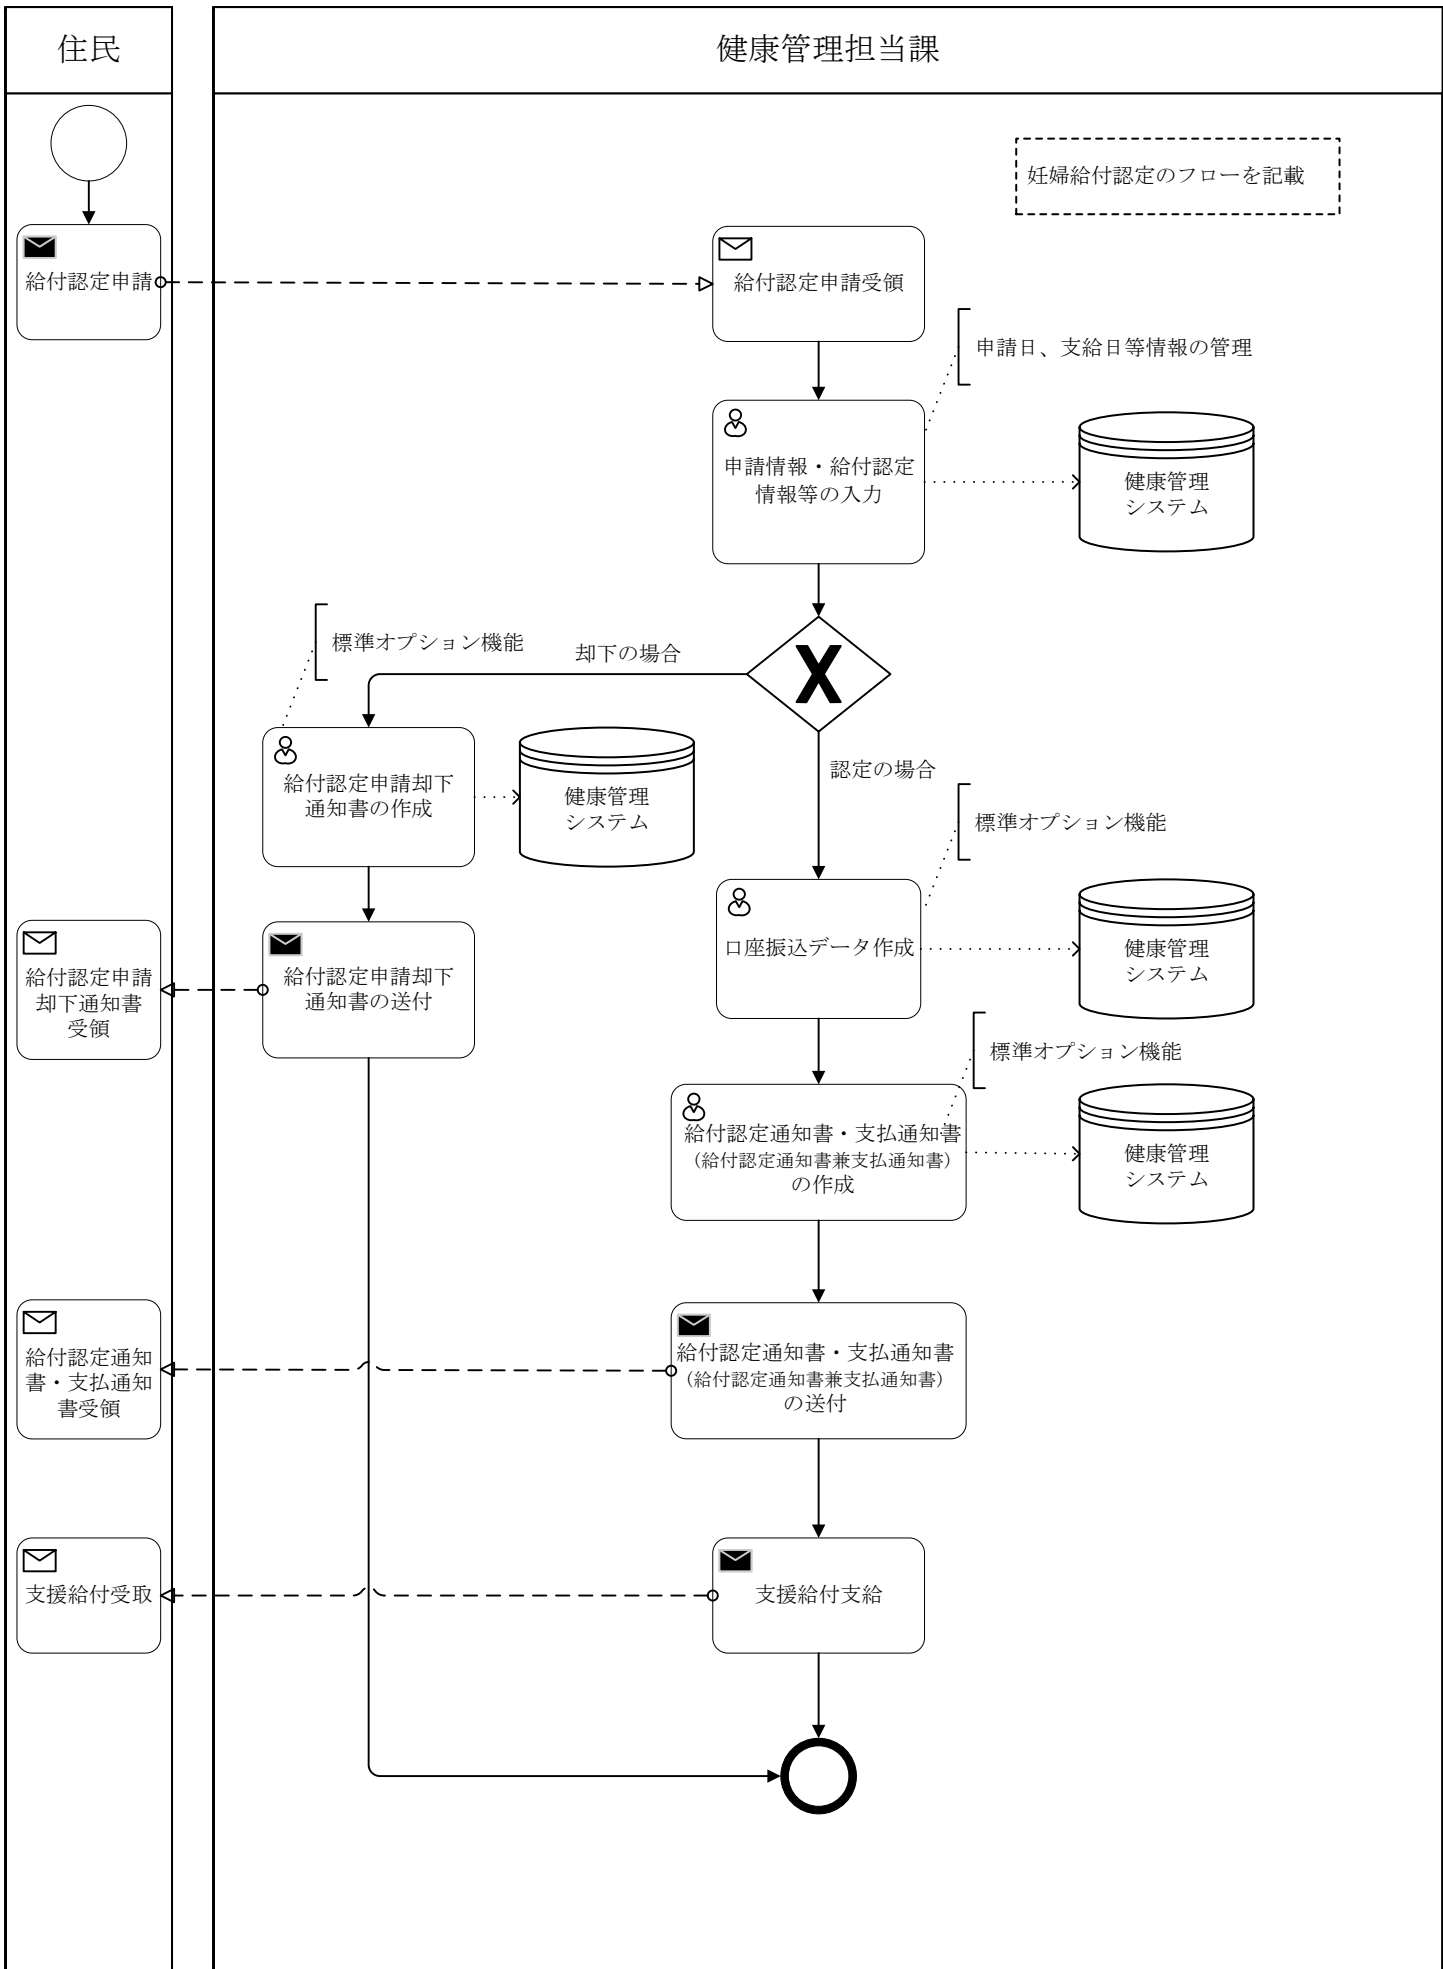 住民
健康管理担当課
妊婦給付認定のフローを記載
給付認定申請
給付認定申請受領
申請日、支給日等情報の管理
申請情報・給付認定
情報等の入力
健康管理
システム
標準オプション機能
却下の場合
X
給付認定申請却下
通知書の作成
健康管理
システム
認定の場合
標準オプション機能
口座振込データ作成
健康管理
システム
給付認定申請
却下通知書
受領
給付認定申請却下
通知書の送付
標準オプション機能
給付認定通知書・支払通知書
（給付認定通知書兼支払通知書）
の作成
健康管理
システム
給付認定通知
書・支払通知
書受領
給付認定通知書・支払通知書
（給付認定通知書兼支払通知書）
の送付
支援給付受取
支援給付支給